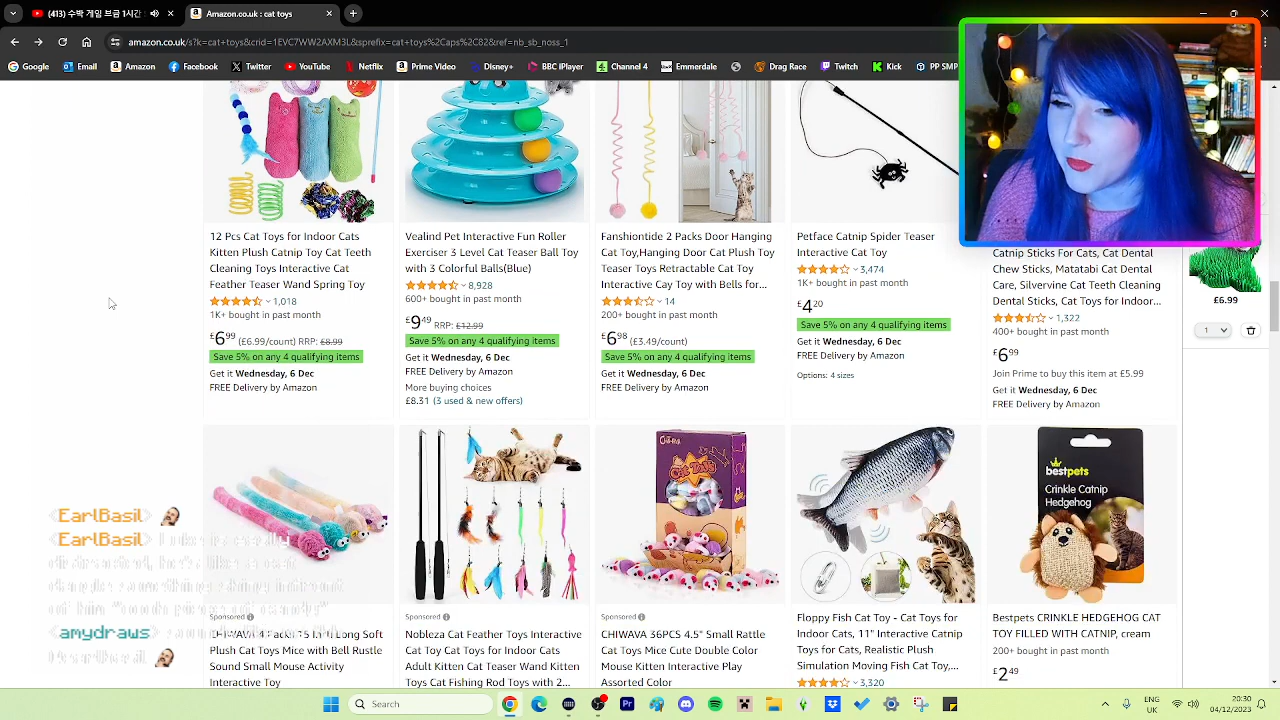 (413) 수박 게임 브금 1시간
Amazon.co.uk : cat toys
amazon.co.uk/s?k=cat+toys&crid=1EVC7WW2AXM3L&sprefix=cat+toys%2Caps%2C82&ref=nb_sb_noss_1
Google
Email
Amazon
Facebook
Twitter
YouTube
Netflix
Prime Video
BBC iPlayer
Channel 4
Emmerdale
Drag Race
Twitch
Kick
PP SMP
12 Pcs Cat Toys for Indoor Cats
Kitten Plush Catnip Toy Cat Teeth
Cleaning Toys Interactive Cat
Feather Teaser Wand Spring Toy
1,018
1K+ bought in past month
£6.99 (£6.99/count) RRP: £8.99
Save 5% on any 4 qualifying items
Get it Wednesday, 6 Dec
FREE Delivery by Amazon
Vealind Pet Interactive Fun Roller
Exerciser 3 Level Cat Teaser Ball Toy
with 3 Colorful Balls(Blue)
8,928
600+ bought in past month
£9.49 RRP: £12.99
Save 5% on any 4 qualifying items
Get it Wednesday, 6 Dec
FREE Delivery by Amazon
More buying choices
£8.31 (3 used & new offers)
Fanshiontide 2 Packs Door Hanging
Cat Toy,Hanging Door Cat Plush Toy
Teaser Toys Retractable Cat Toy
Interactive Cay Toy with Bells for...
14
200+ bought in past month
£6.98 (£3.49/count)
Save 5% on any 4 qualifying items
Get it Wednesday, 6 Dec
FREE Delivery by Amazon
Petface Catnip Spider Teaser
Interactive Cat Toy
3,474
1K+ bought in past month
£4.20
Save 5% on any 4 qualifying items
Get it Wednesday, 6 Dec
FREE Delivery by Amazon
Options: 4 sizes
Catnip Sticks For Cats, Cat Dental
Chew Sticks, Matatabi Cat Dental
Care, Silvervine Cat Teeth Cleaning
Dental Sticks, Cat Toys for Indoor...
1,322
400+ bought in past month
£6.99
Join Prime to buy this item at £5.99
Get it Wednesday, 6 Dec
FREE Delivery by Amazon
£6.99
1
bestpets
Crinkle Catnip
Hedgehog
<EarlBasil>
<EarlBasil>
<amydraws>
Plush Cat Toy Mice with Bell Rustle
Sound Small Mouse Activity
Interactive Toy
Sponsored
Nobleza Cat Feather Toys Interactive
Cat Toy Cat Toys for Indoor Cats
Adult Kitten Cat Teaser Wand Kitten
Toys Cat Fishing Rod Toys with 2...
Sponsored
CHIWAVA 36PCS 4.5" Small Rattle
Cat Toys Mice Cute Double Color
Mouse Kitten Interactive Play
Assorted Color
Floppy Fish Cat Toy - Cat Toys for
Indoor Cats, 11" Interactive Catnip
Toys for Cats, Realistic Plush
Simulation Moving Fish Cat Toy,...
3,320
Bestpets CRINKLE HEDGEHOG CAT
TOY FILLED WITH CATNIP, cream
200+ bought in past month
£2.49
Search
ENG
UK
20:30
04/12/2023